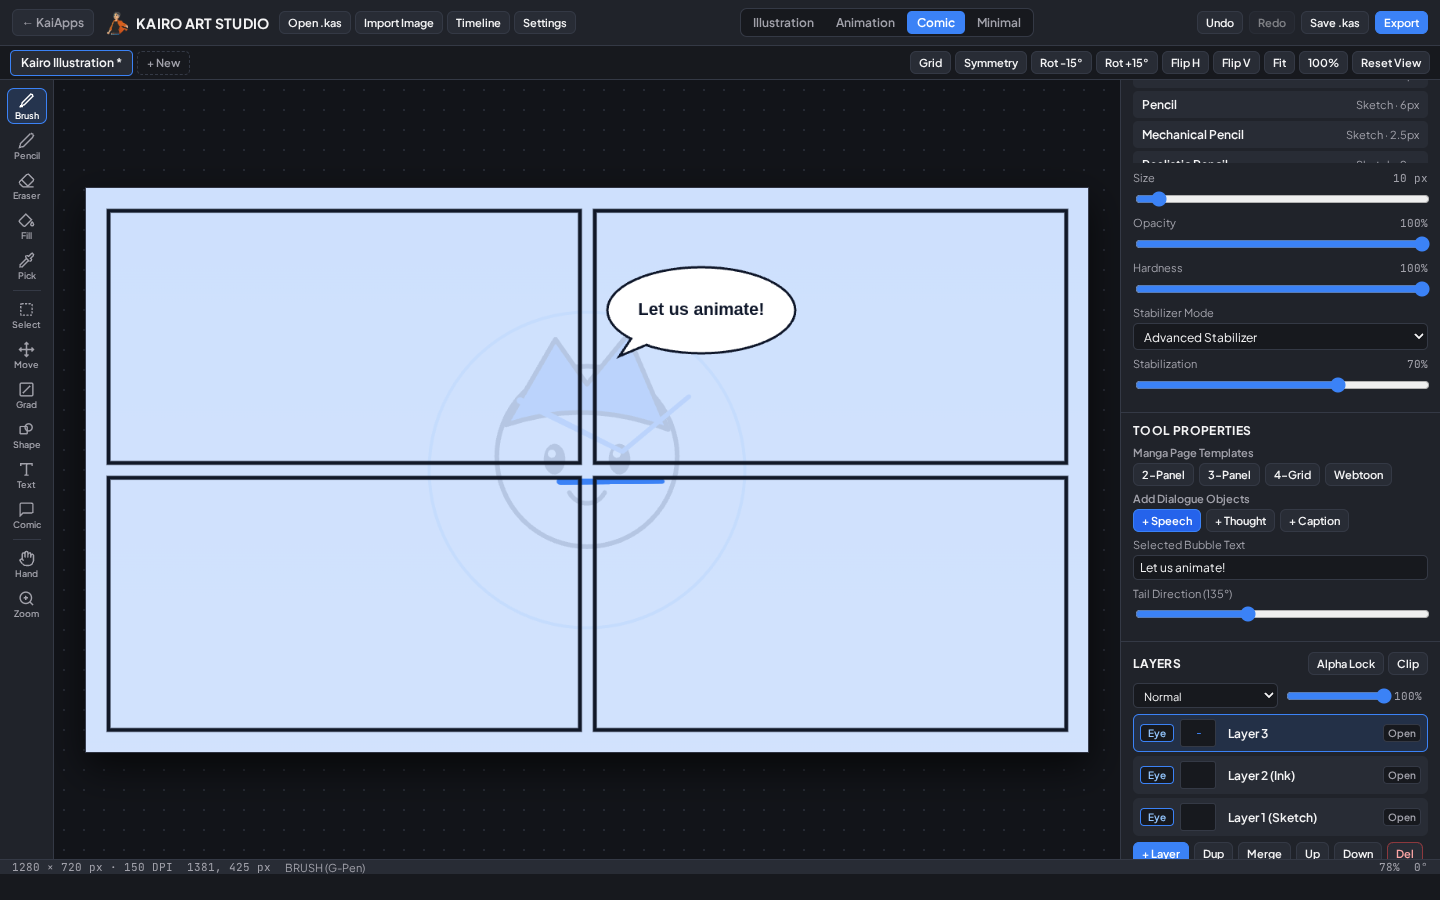 ← KaiApps
KAIRO ART STUDIO
Open .kas
Import Image
Timeline
Settings
Illustration
Animation
Comic
Minimal
Undo
Redo
Save .kas
Export
Kairo Illustration *
+ New
Grid
Symmetry
Rot -15°
Rot +15°
Flip H
Flip V
Fit
100%
Reset View
Brush
Pencil
Eraser
Fill
Pick
Select
Move
Grad
Shape
Text
Comic
Hand
Zoom
Let us animate!
Pencil
Sketch · 6px
Mechanical Pencil
Sketch · 2.5px
Size
10 px
Opacity
100%
Hardness
100%
Stabilizer Mode
Advanced Stabilizer
Stabilization
70%
TOOL PROPERTIES
Manga Page Templates
2-Panel
3-Panel
4-Grid
Webtoon
Add Dialogue Objects
+ Speech
+ Thought
+ Caption
Selected Bubble Text
Let us animate!
Tail Direction (135°)
LAYERS
Alpha Lock
Clip
Normal
100%
Eye
Layer 3
Open
Eye
Layer 2 (Ink)
Open
Eye
Layer 1 (Sketch)
Open
+ Layer
Dup
Merge
Up
Down
Del
1280 × 720 px · 150 DPI
1381, 425 px
BRUSH (G-Pen)
78%
0°